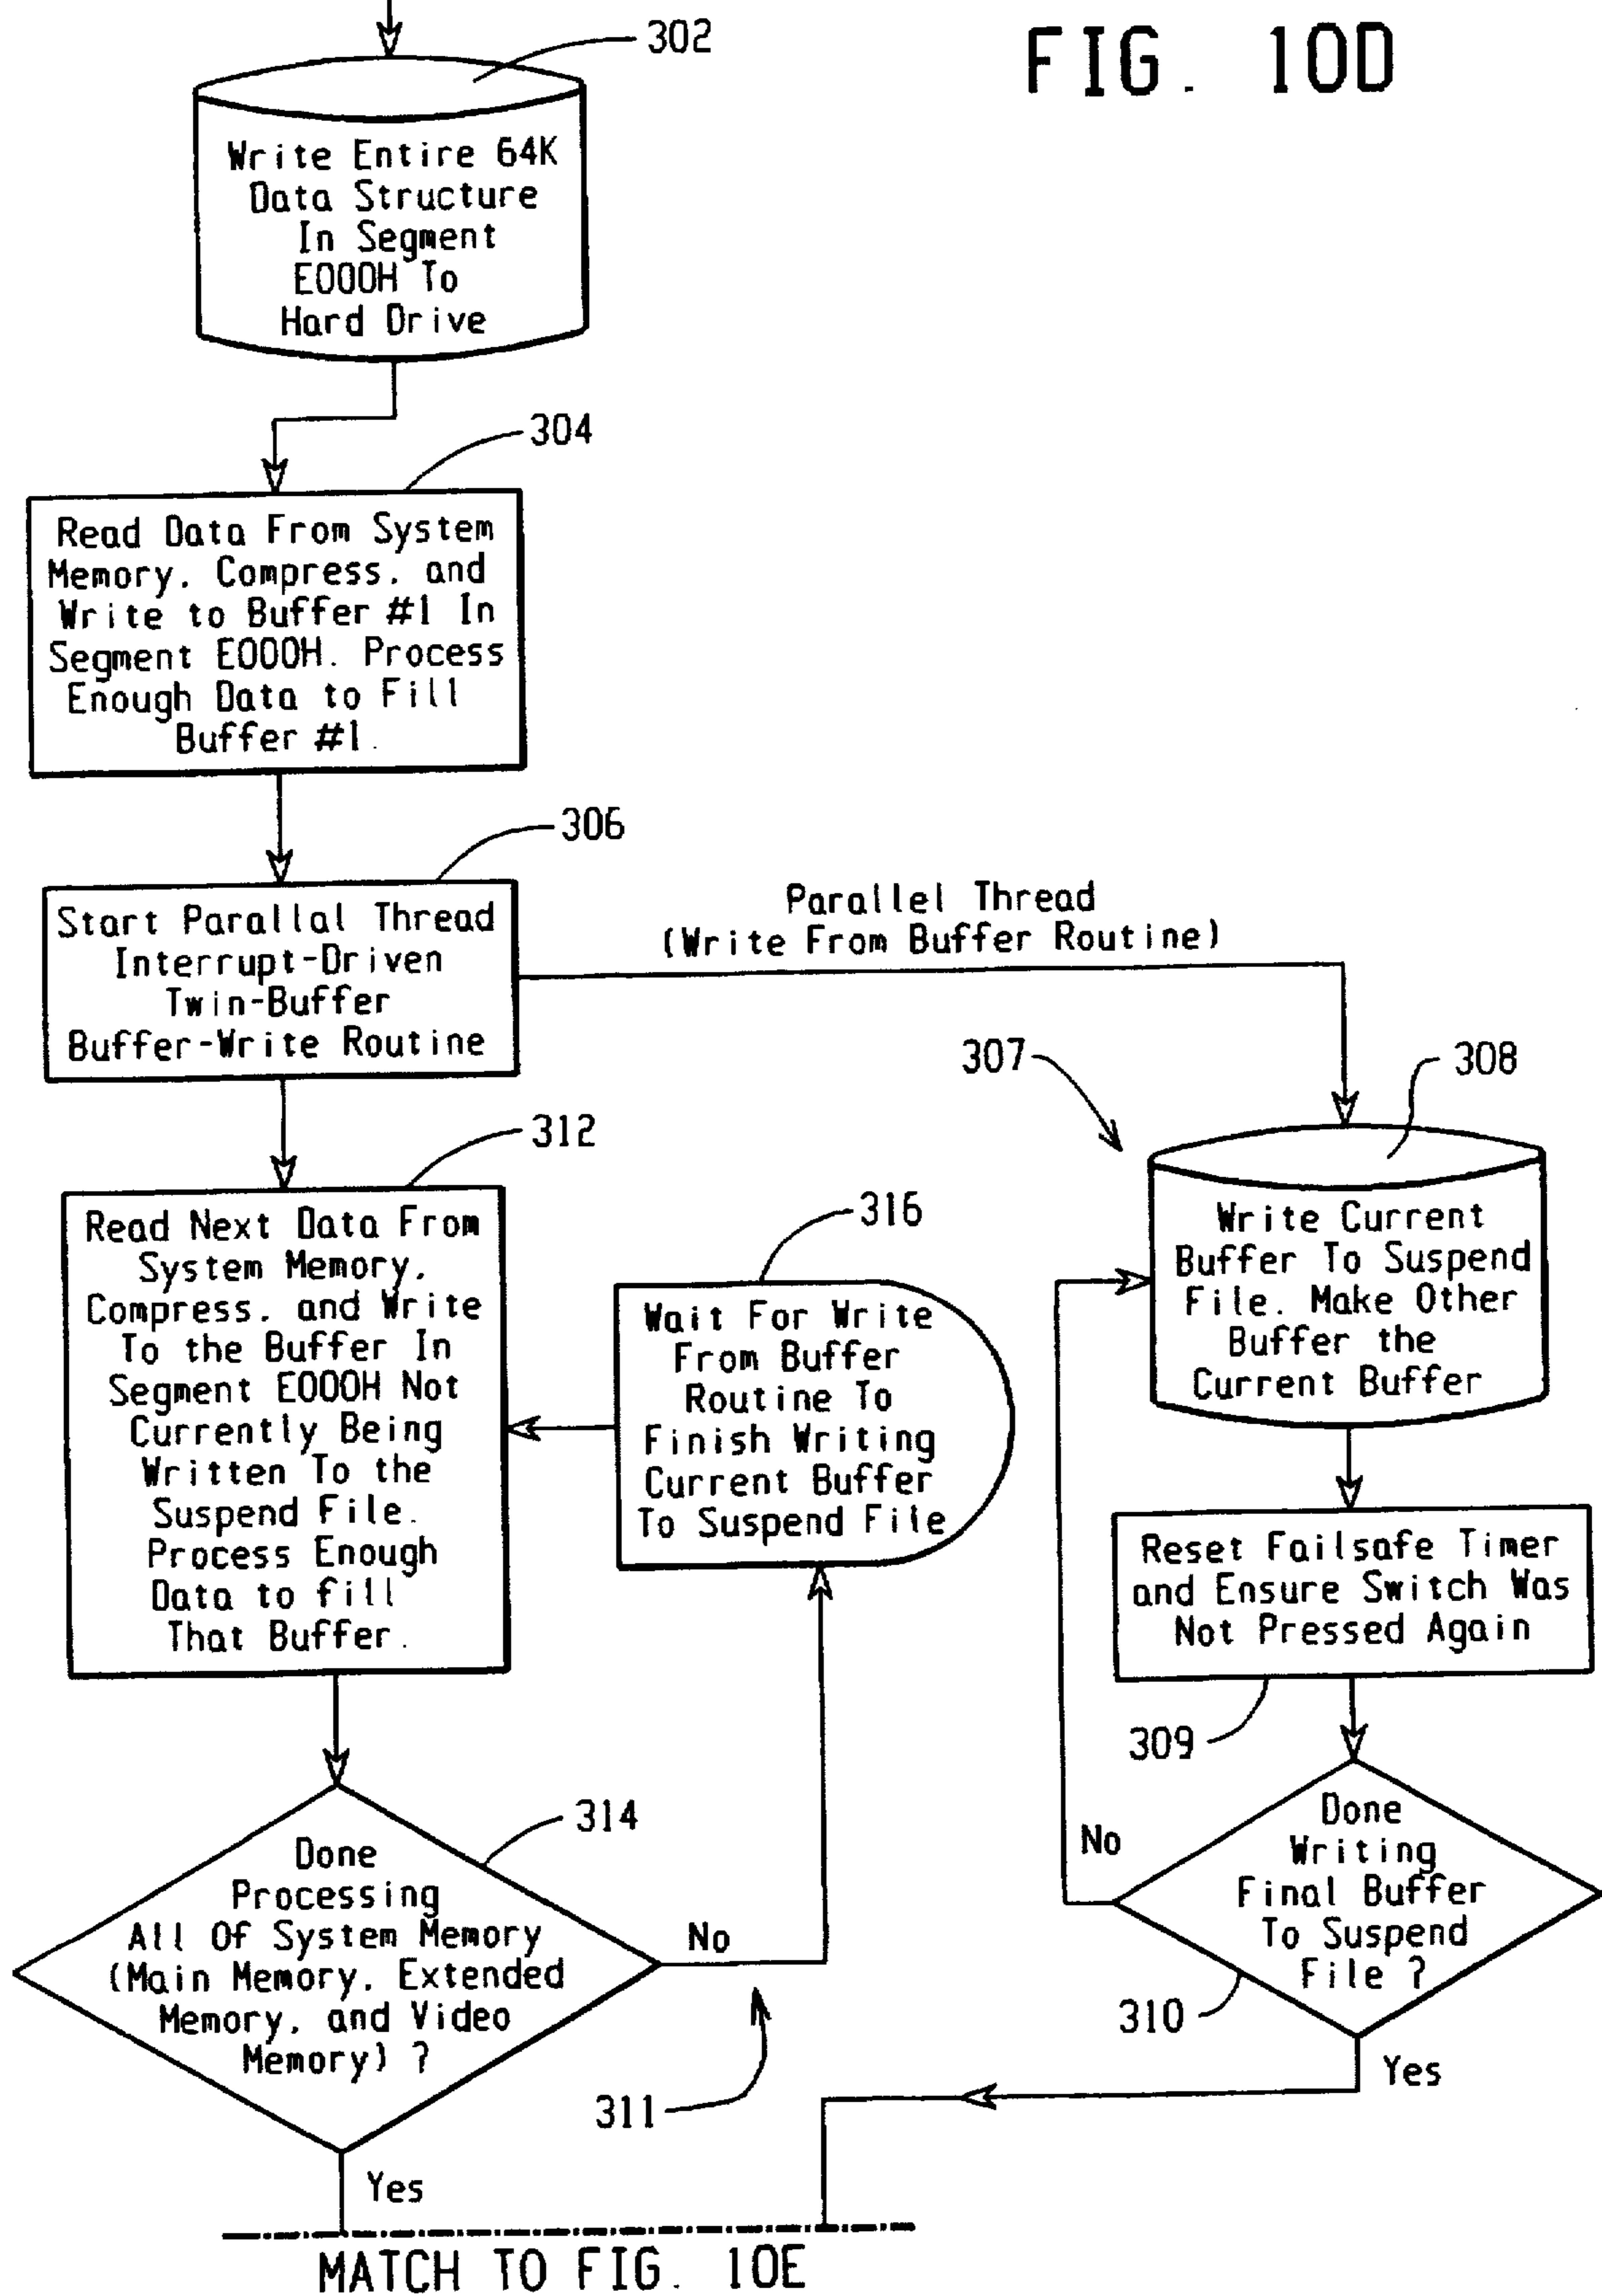 FIG. 10D
302
Write Entire 64K
Data Structure
In Segment
E000H To
Hard Drive
304
Read Data From System
Memory, Compress, and
Write to Buffer #1 In
Segment E000H. Process
Enough Data to Fill
Buffer #1.
306
Start Parallal Thread
Interrupt-Driven
Twin-Buffer
Buffer-Write Routine
Parallel Thread
(Write From Buffer Routine)
307
308
Write Current
Buffer To Suspend
File. Make Other
Buffer the
Current Buffer
312
Read Next Data From
System Memory,
Compress, and Write
To the Buffer In
Segment E000H Not
Currently Being
Written To the
Suspend File.
Process Enough
Data to fill
That Buffer.
316
Wait For Write
From Buffer
Routine To
Finish Writing
Current Buffer
To Suspend File
Reset Failsafe Timer
and Ensure Switch Was
Not Pressed Again
309
314
Done
Processing
All Of System Memory
(Main Memory, Extended
Memory, and Video
Memory) ?
No
311
Yes
Done
Writing
Final Buffer
To Suspend
File ?
No
310
Yes
MATCH TO FIG. 10E